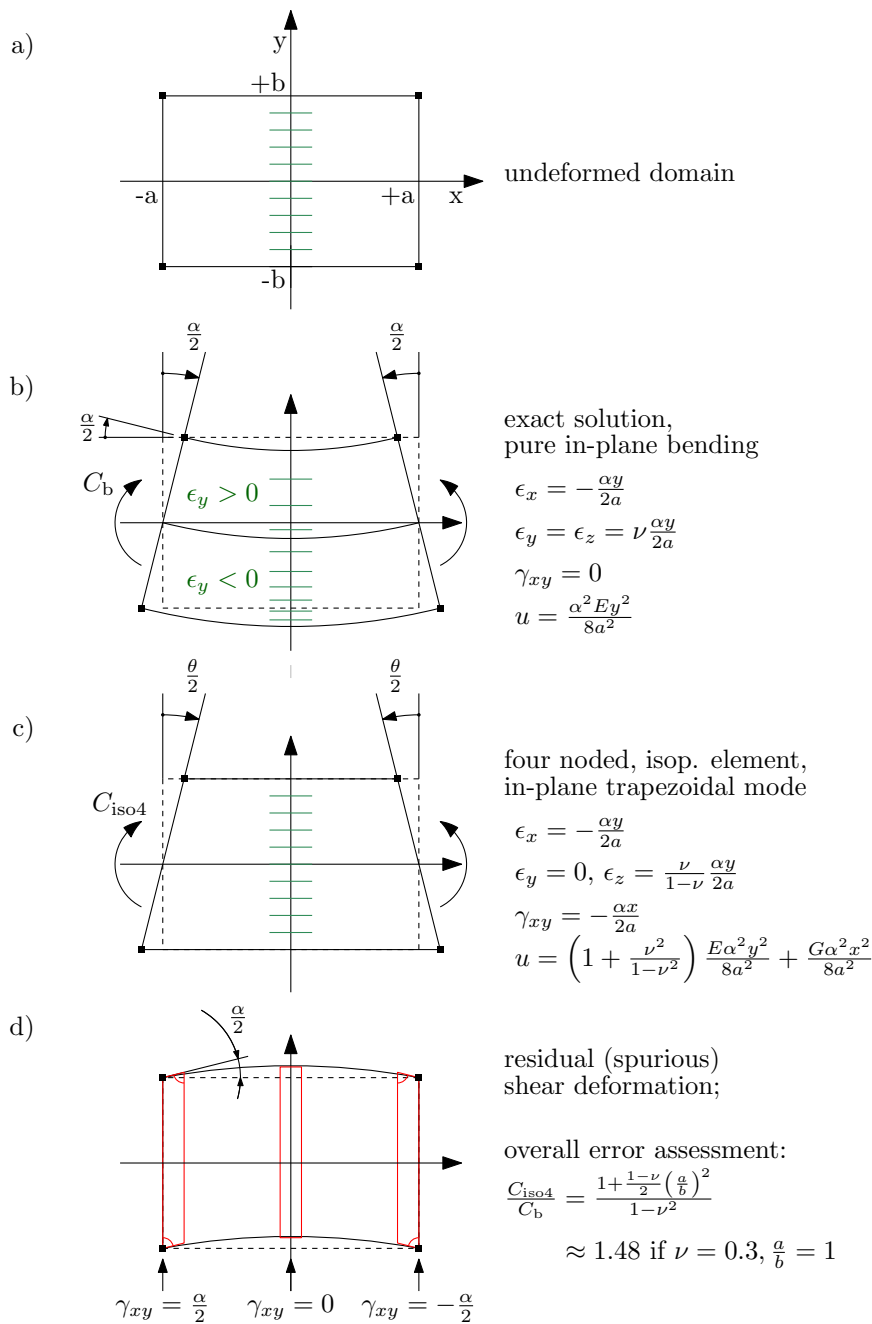 a)
y
+b
-a
+a
x
-b
undeformed domain
α/2
α/2
b)
α/2
C_b
ϵ_y > 0
ϵ_y < 0
exact solution,
pure in-plane bending
ϵ_x = −αy/2a
ϵ_y = ϵ_z = ν αy/2a
γ_xy = 0
u = α²Ey²/8a²
θ/2
θ/2
c)
C_iso4
four noded, isop. element,
in-plane trapezoidal mode
ϵ_x = −αy/2a
ϵ_y = 0, ϵ_z = ν/(1−ν) αy/2a
γ_xy = −αx/2a
u = (1 + ν²/(1−ν²)) Eα²y²/8a² + Gα²x²/8a²
d)
α/2
residual (spurious)
shear deformation;
overall error assessment:
C_iso4/C_b = (1+ (1−ν)/2 (a/b)²)/(1−ν²)
≈ 1.48 if ν = 0.3, a/b = 1
γ_xy = α/2
γ_xy = 0
γ_xy = −α/2